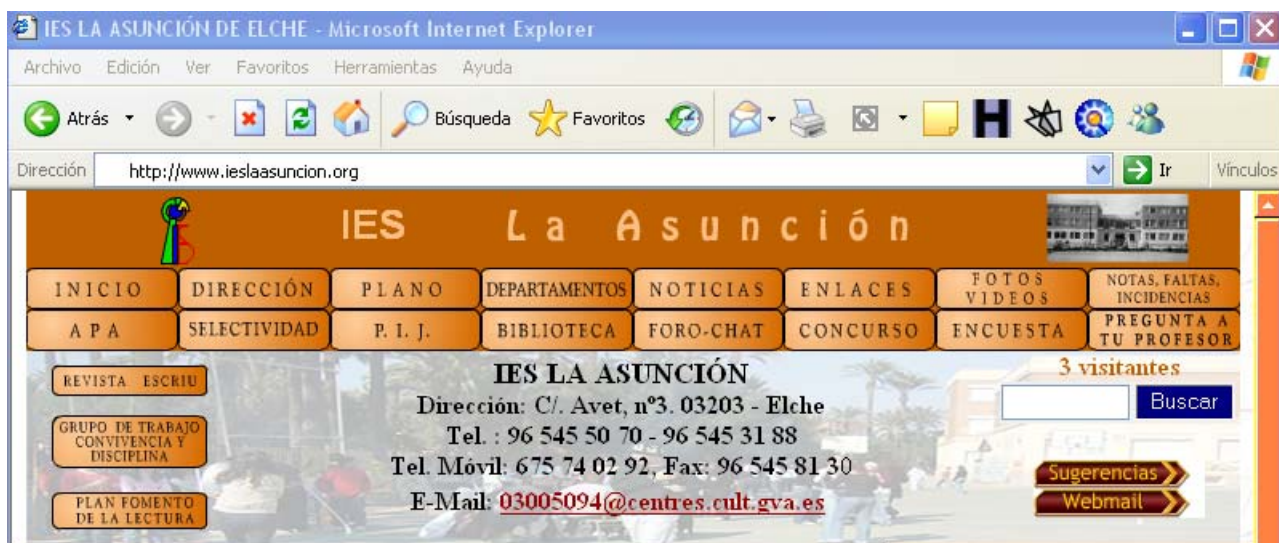 IES LA ASUNCIÓN DE ELCHE - Microsoft Internet Explorer
Archivo Edición Ver Favoritos Herramientas Ayuda
Atrás Búsqueda Favoritos
Dirección http://www.ieslaasuncion.org Ir Vínculos
IES La Asunción
INICIO DIRECCIÓN PLANO DEPARTAMENTOS NOTICIAS ENLACES FOTOS VIDEOS NOTAS, FALTAS, INCIDENCIAS
APA SELECTIVIDAD P. I. J. BIBLIOTECA FORO-CHAT CONCURSO ENCUESTA PREGUNTA A TU PROFESOR
REVISTA ESCRIU
GRUPO DE TRABAJO
CONVIVENCIA Y
DISCIPLINA
PLAN FOMENTO
DE LA LECTURA
IES LA ASUNCIÓN
Dirección: C/. Avet, nº3. 03203 - Elche
Tel. : 96 545 50 70 - 96 545 31 88
Tel. Móvil: 675 74 02 92, Fax: 96 545 81 30
E-Mail: 03005094@centres.cult.gva.es
3 visitantes
Buscar
Sugerencias
Webmail